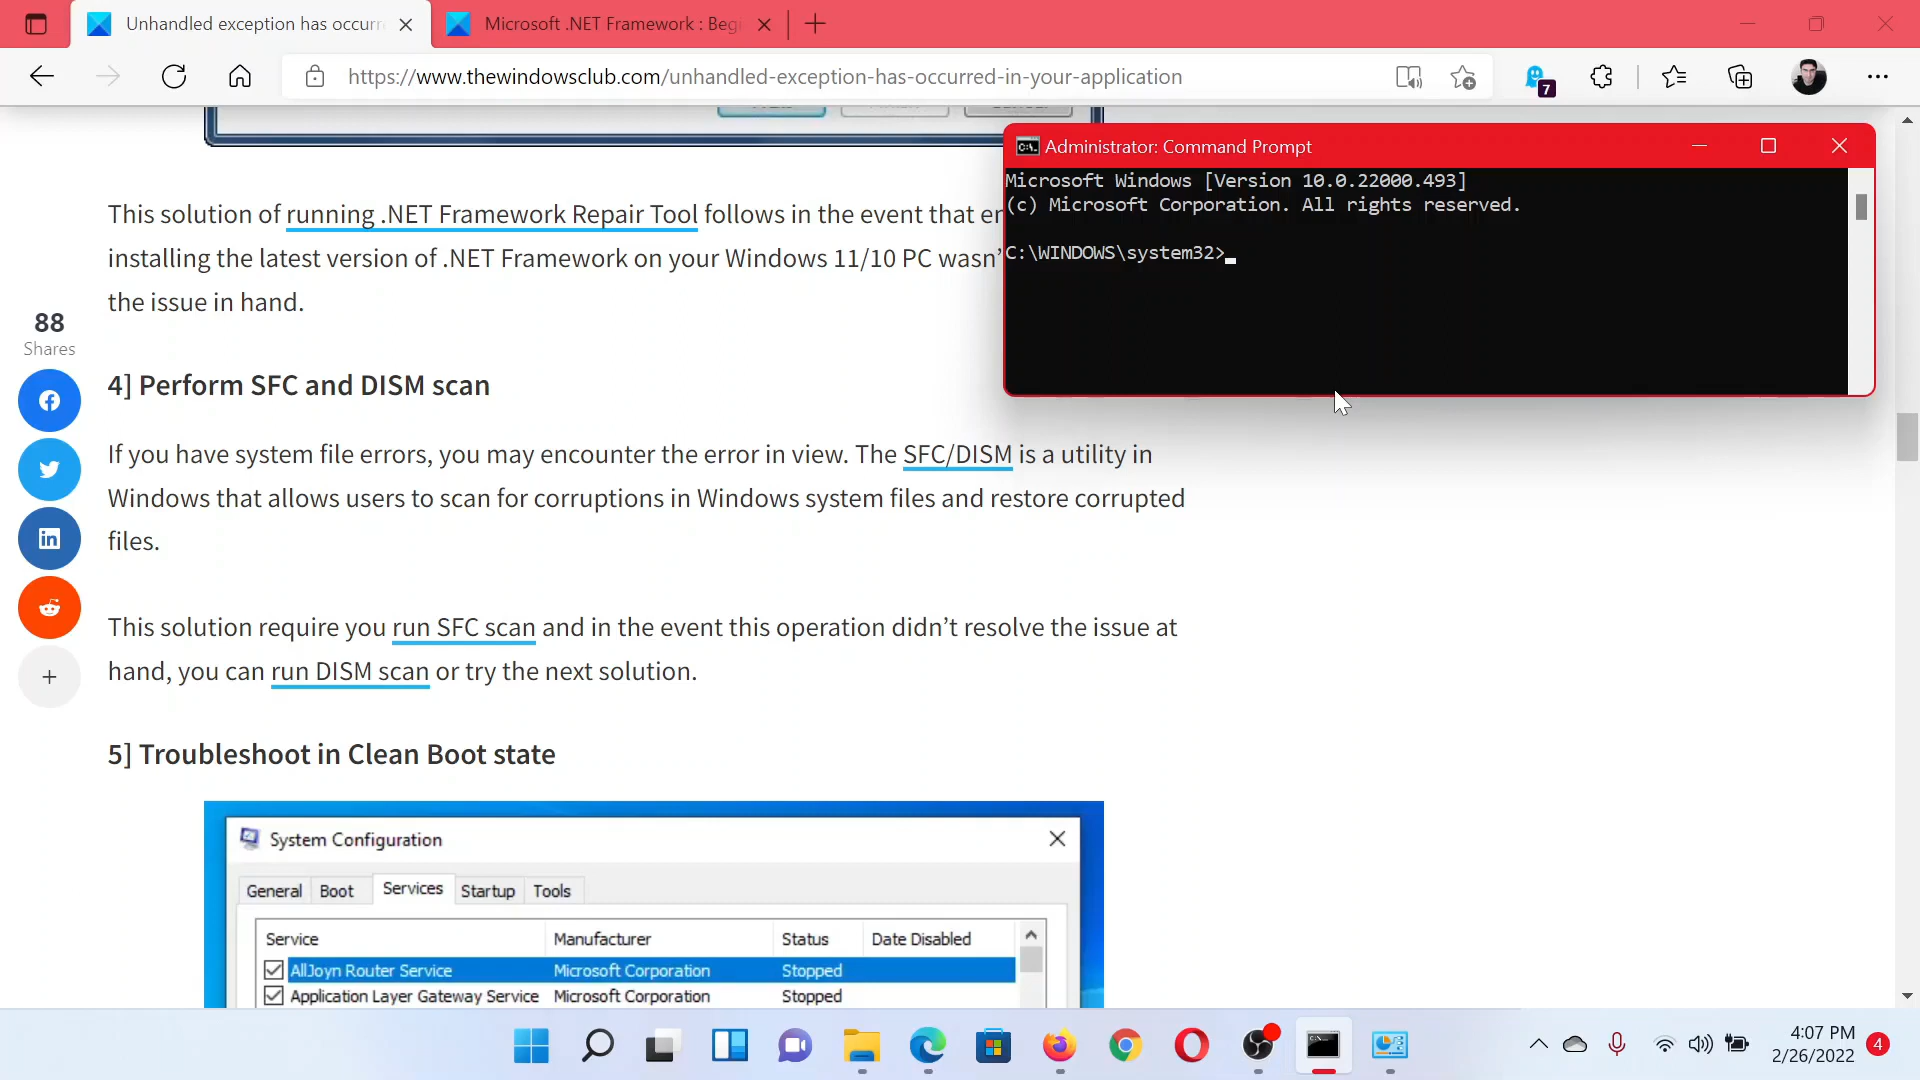 Unhandled exception has occurr
Microsoft .NET Framework : Beg
https://www.thewindowsclub.com/unhandled-exception-has-occurred-in-your-application
7
Administrator: Command Prompt
Microsoft Windows [Version 10.0.22000.493]
(c) Microsoft Corporation. All rights reserved.
C:\WINDOWS\system32>
This solution of running .NET Framework Repair Tool follows in the event that er
installing the latest version of .NET Framework on your Windows 11/10 PC wasn’
the issue in hand.
88
Shares
4] Perform SFC and DISM scan
If you have system file errors, you may encounter the error in view. The SFC/DISM is a utility in
Windows that allows users to scan for corruptions in Windows system files and restore corrupted
files.
This solution require you run SFC scan and in the event this operation didn’t resolve the issue at
hand, you can run DISM scan or try the next solution.
5] Troubleshoot in Clean Boot state
System Configuration
General Boot Services Startup Tools
Service Manufacturer Status Date Disabled
AllJoyn Router Service Microsoft Corporation Stopped
Application Layer Gateway Service Microsoft Corporation Stopped
4:07 PM
2/26/2022
4